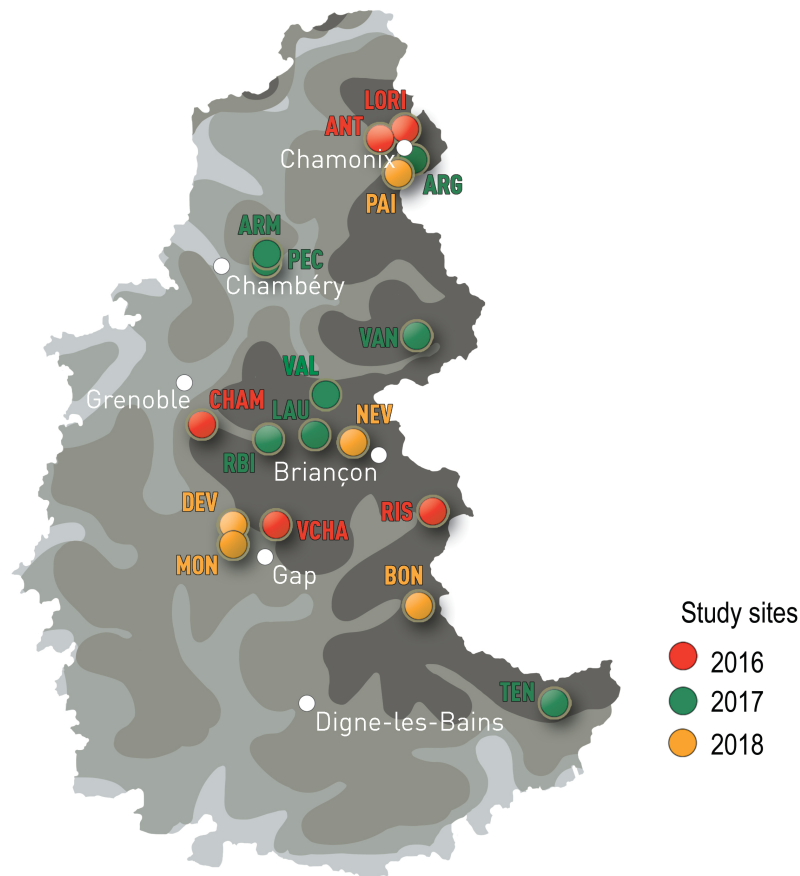 LORI
ANT
Chamonix
ARG
PAI
ARM
PEC
Chambéry
VAN
VAL
Grenoble
CHAM
LAU
NEV
RBI
Briançon
DEV
RIS
VCHA
MON
Gap
BON
Study sites
2016
2017
2018
TEN
Digne-les-Bains